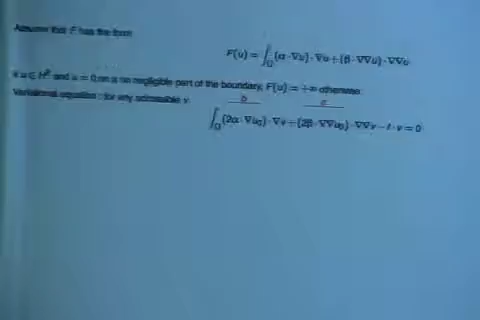 Assume that F has the form
F(u) = ∫_Ω (α · ∇u) · ∇u + (β · ∇∇u) · ∇∇u
if u ∈ H² and u = 0 on a non negligible part of the boundary, F(u) = +∞ otherwise.
Variational equation : for any admissible v
b c
∫_Ω (2α · ∇u₀) · ∇v + (2β · ∇∇u₀) · ∇∇v − f · v = 0